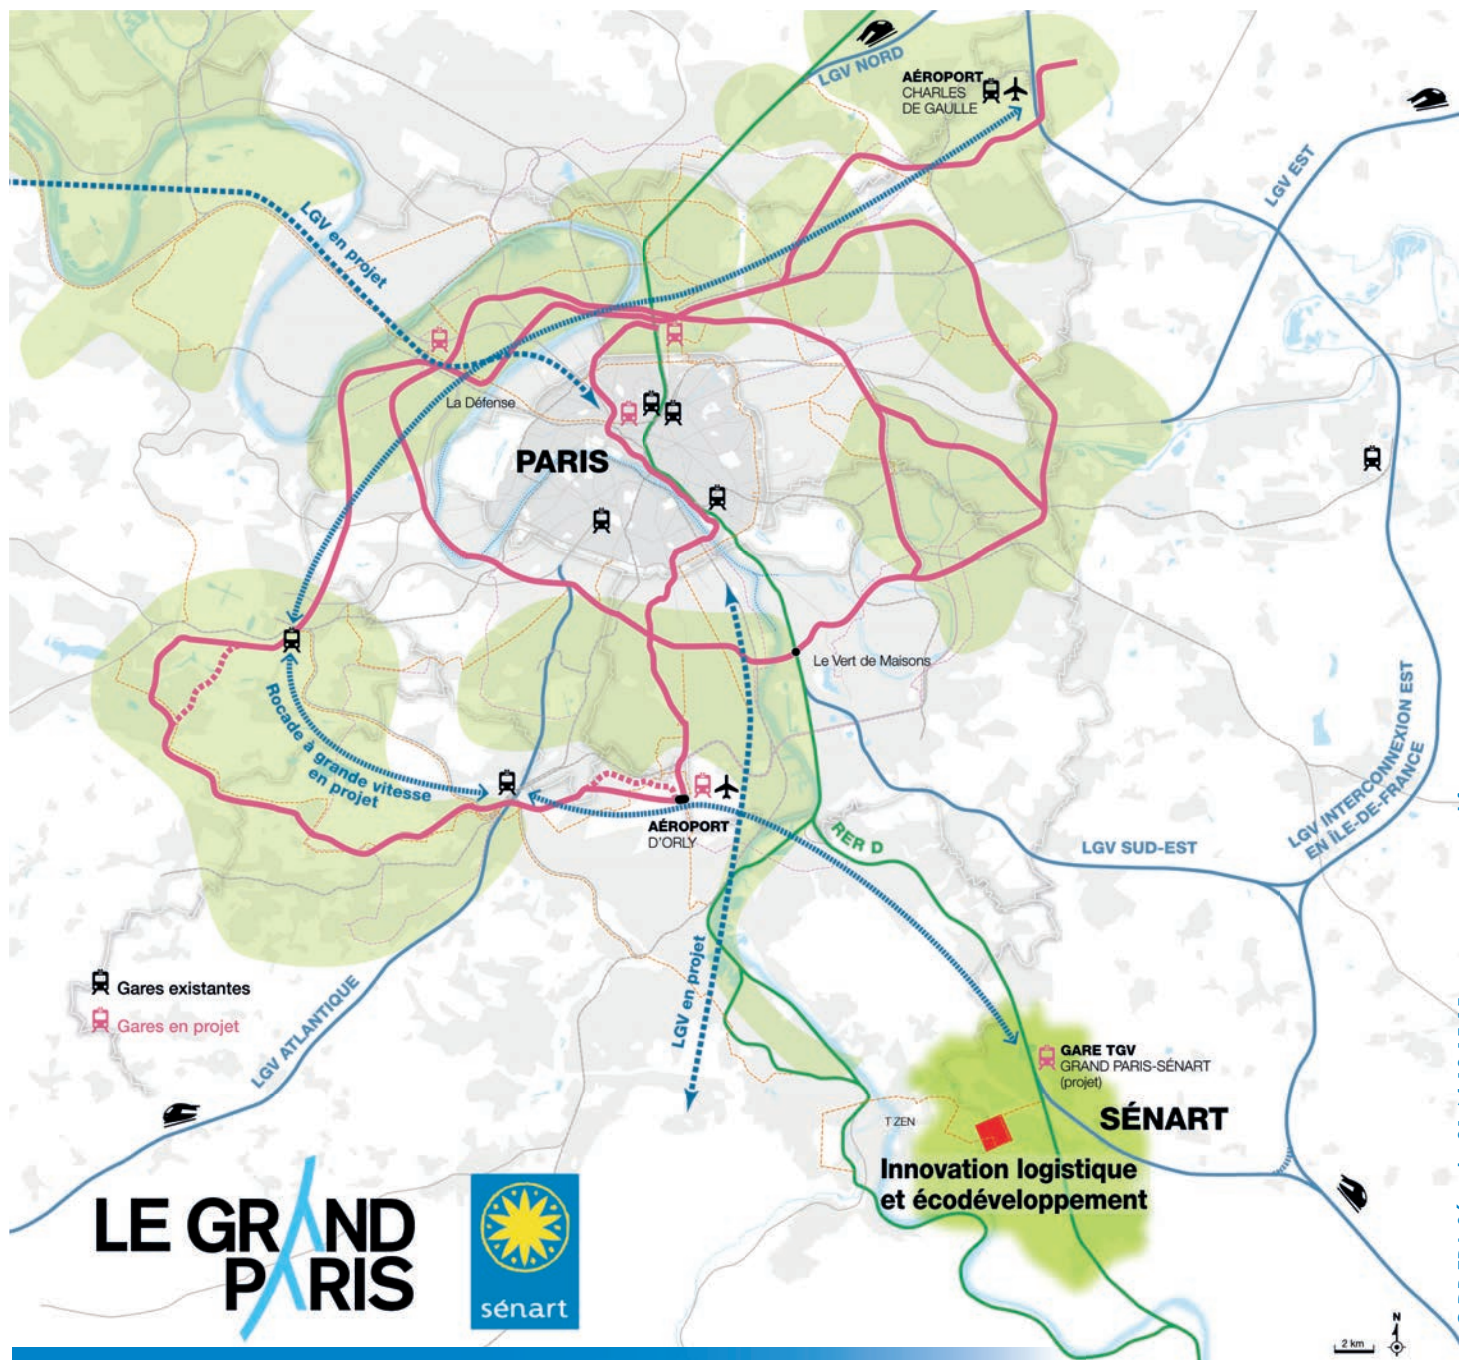 LGV NORD
AÉROPORT
CHARLES
DE GAULLE
LGV EST
LGV en projet
La Défense
PARIS
Le Vert de Maisons
Rocade à grande vitesse
en projet
AÉROPORT
D'ORLY
RER D
LGV SUD-EST
LGV INTERCONNEXION EST
EN ÎLE-DE-FRANCE
LGV en projet
Gares existantes
Gares en projet
LGV ATLANTIQUE
GARE TGV
GRAND PARIS-SÉNART
(projet)
SÉNART
T ZEN
Innovation logistique
et écodéveloppement
LE GRAND
PARIS
sénart
N
2 km